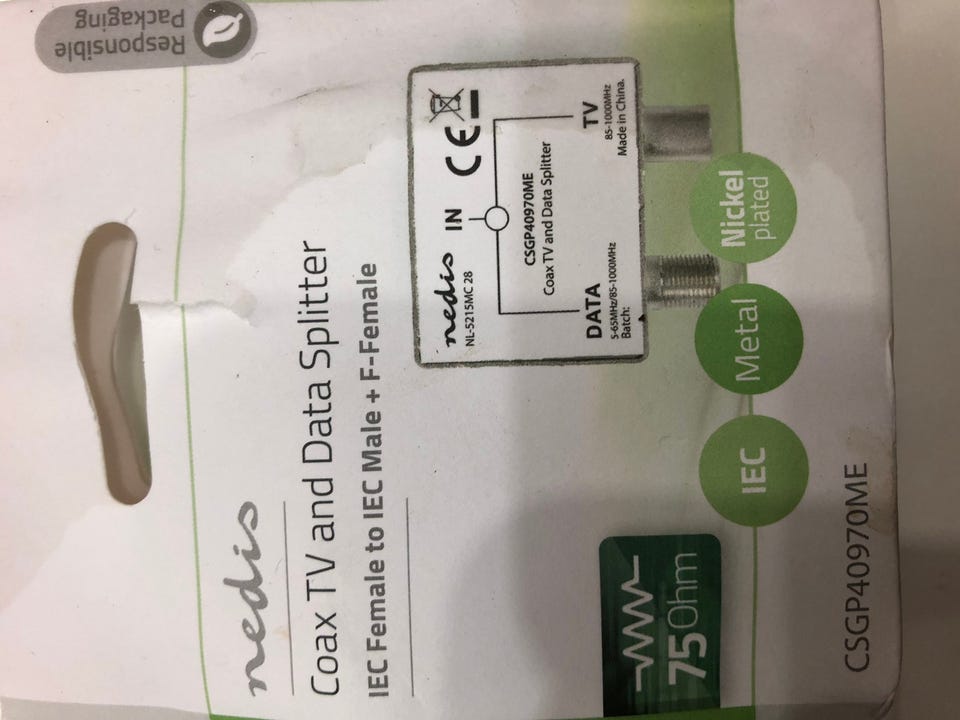 Responsible
Packaging
nedis
Coax TV and Data Splitter
IEC Female to IEC Male + F-Female
nedis
NL-5215MC 28
IN
CE
CSGP40970ME
Coax TV and Data Splitter
DATA
5-65MHz/85-1000MHz
Batch:
TV
85-1000MHz
Made in China.
75 Ohm
IEC
Metal
Nickel
plated
CSGP40970ME